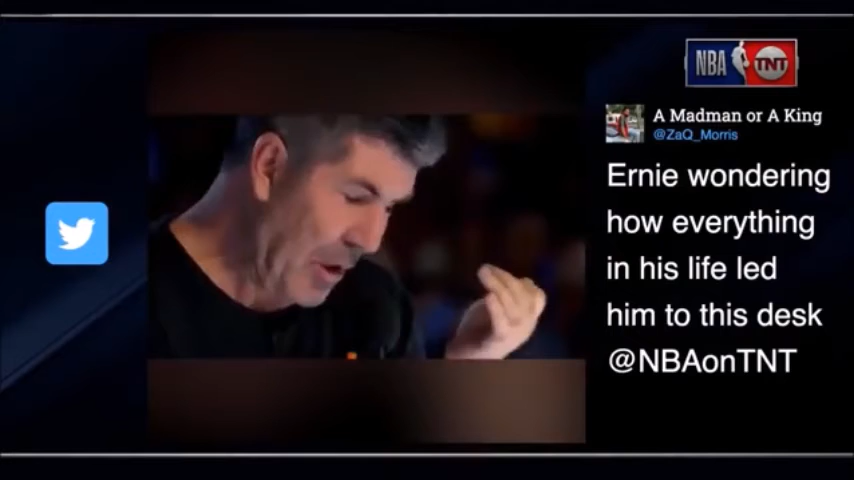 NBA TNT
A Madman or A King
@ZaQ_Morris
Ernie wondering
how everything
in his life led
him to this desk
@NBAonTNT